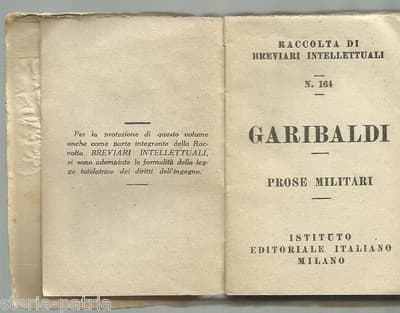 Per la protezione di questo volume
anche come parte integrante della Rac-
colta BREVIARI INTELLETTUALI,
si sono adempiute le formalità della leg-
ge tutelatrice dei diritti dell'ingegno.
RACCOLTA DI
BREVIARI INTELLETTUALI
N. 164
GARIBALDI
PROSE MILITARI
ISTITUTO
EDITORIALE ITALIANO
MILANO
storia-patria